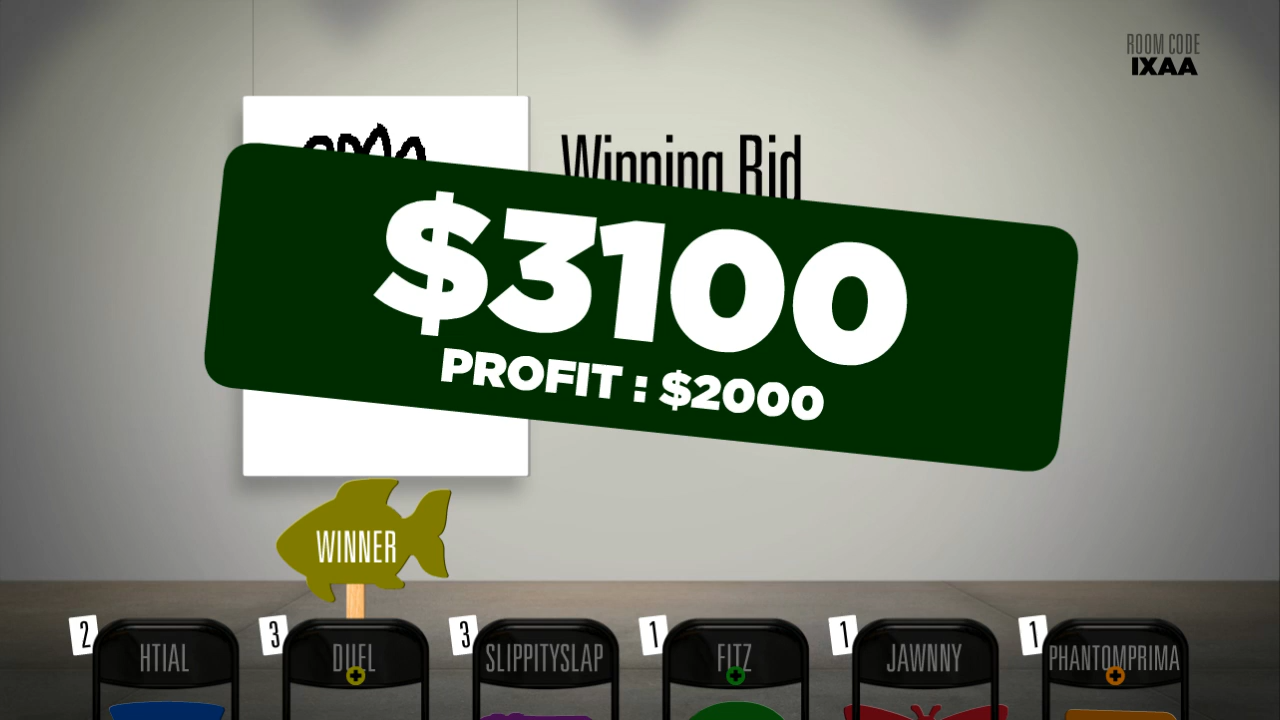 ROOM CODE
IXAA
Winning Bid
$3100
PROFIT : $2000
WINNER
2
HTIAL
3
DUEL
3
SLIPPITYSLAP
1
FITZ
1
JAWNNY
1
PHANTOMPRIMA